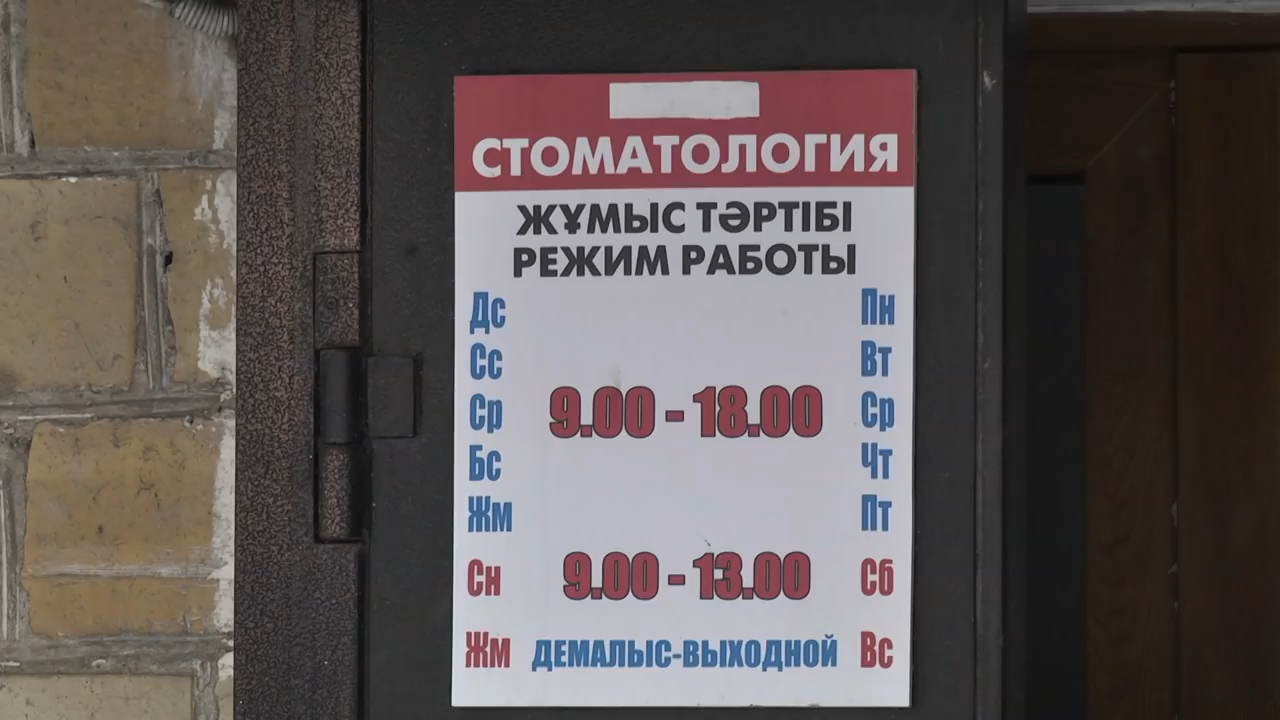 СТОМАТОЛОГИЯ
ЖҰМЫС ТӘРТІБІ
РЕЖИМ РАБОТЫ
Дс Пн
Сс Вт
Ср 9.00 - 18.00 Ср
Бс Чт
Жм Пт
Сн 9.00 - 13.00 Сб
Жм ДЕМАЛЫС-ВЫХОДНОЙ Вс